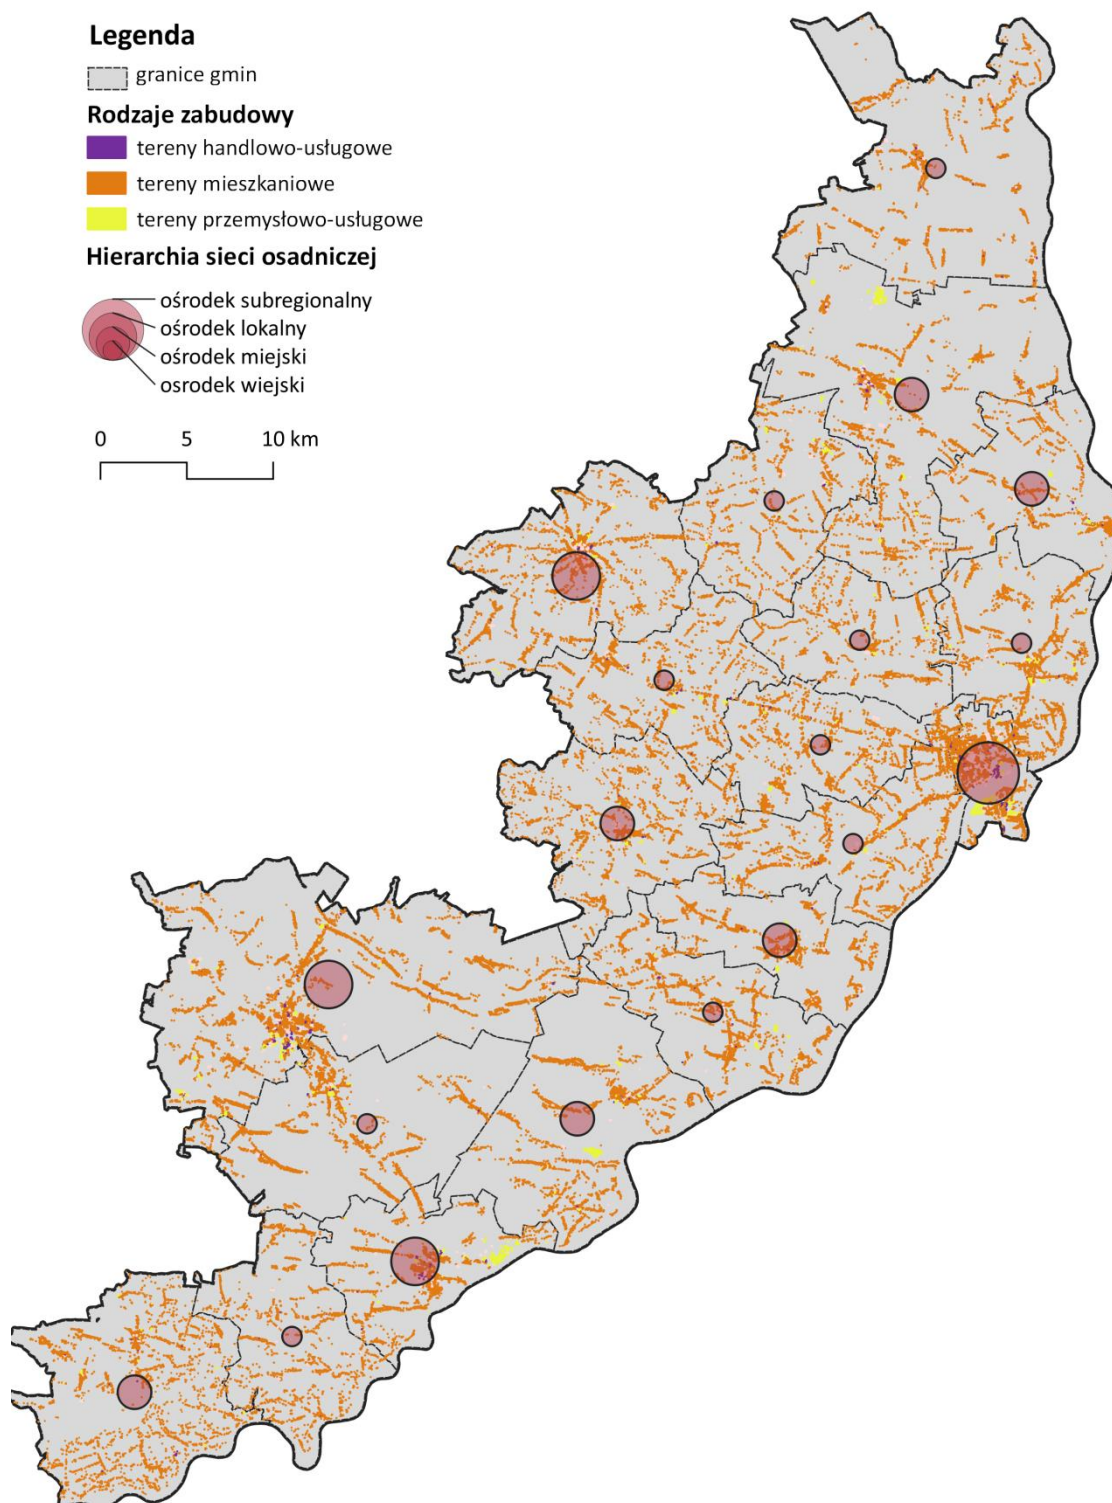 Legenda
granice gmin
Rodzaje zabudowy
tereny handlowo-usługowe
tereny mieszkaniowe
tereny przemysłowo-usługowe
Hierarchia sieci osadniczej
ośrodek subregionalny
ośrodek lokalny
ośrodek miejski
osrodek wiejski
0 5 10 km